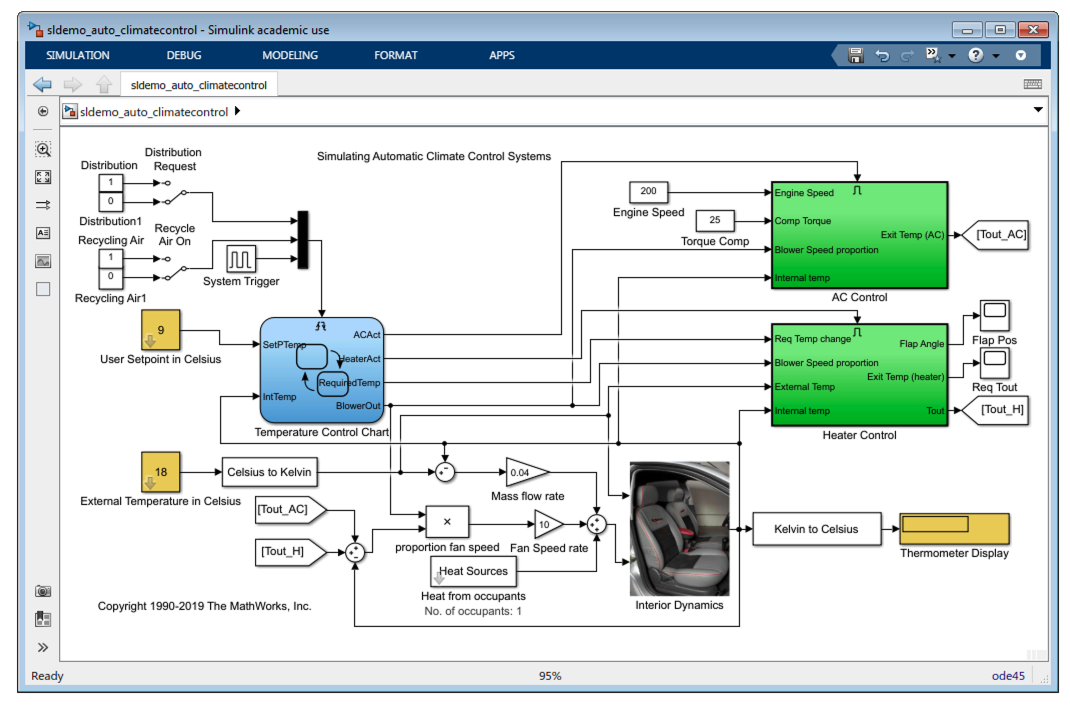 sldemo_auto_climatecontrol - Simulink academic use
SIMULATION
DEBUG
MODELING
FORMAT
APPS
sldemo_auto_climatecontrol
sldemo_auto_climatecontrol
Simulating Automatic Climate Control Systems
Distribution
1
0
Distribution1
Distribution
Request
Recycling Air
1
0
Recycling Air1
Recycle
Air On
System Trigger
9
User Setpoint in Celsius
SetPTemp
IntTemp
ACAct
HeaterAct
RequiredTemp
BlowerOut
Temperature Control Chart
200
Engine Speed
25
Torque Comp
Engine Speed
Comp Torque
Blower Speed proportion
Internal temp
Exit Temp (AC)
AC Control
[Tout_AC]
Req Temp change
Blower Speed proportion
External Temp
Internal temp
Flap Angle
Exit Temp (heater)
Tout
Heater Control
Flap Pos
Req Tout
[Tout_H]
18
External Temperature in Celsius
Celsius to Kelvin
0.04
Mass flow rate
[Tout_AC]
[Tout_H]
×
proportion fan speed
10
Fan Speed rate
Heat Sources
Heat from occupants
No. of occupants: 1
Interior Dynamics
Kelvin to Celsius
Thermometer Display
Copyright 1990-2019 The MathWorks, Inc.
Ready
95%
ode45